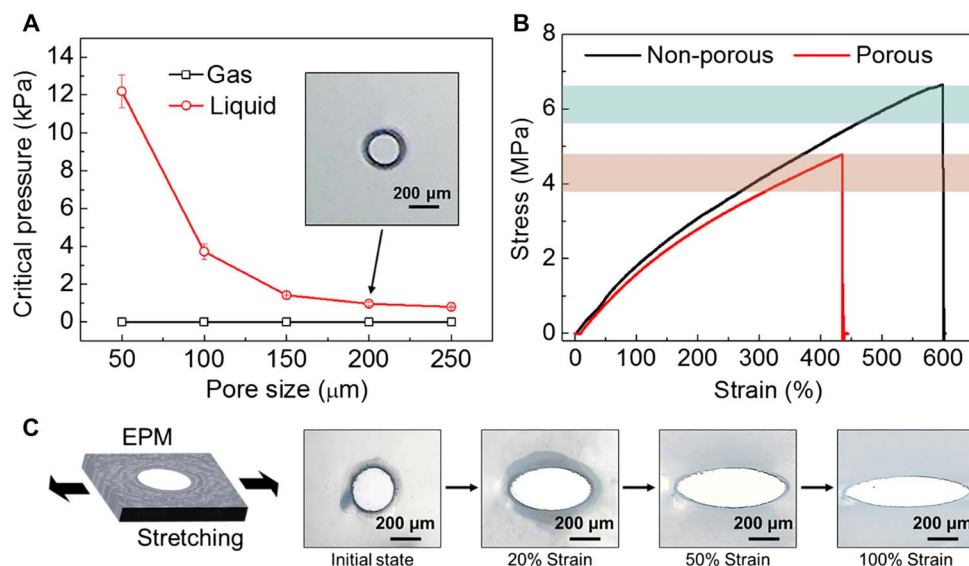 A
Critical pressure (kPa)
14
12
10
8
6
4
2
0
Gas
Liquid
200 µm
50
100
150
200
250
Pore size (µm)
B
Stress (MPa)
8
6
4
2
0
Non-porous
Porous
0
100
200
300
400
500
600
Strain (%)
C
EPM
Stretching
200 µm
Initial state
200 µm
20% Strain
200 µm
50% Strain
200 µm
100% Strain